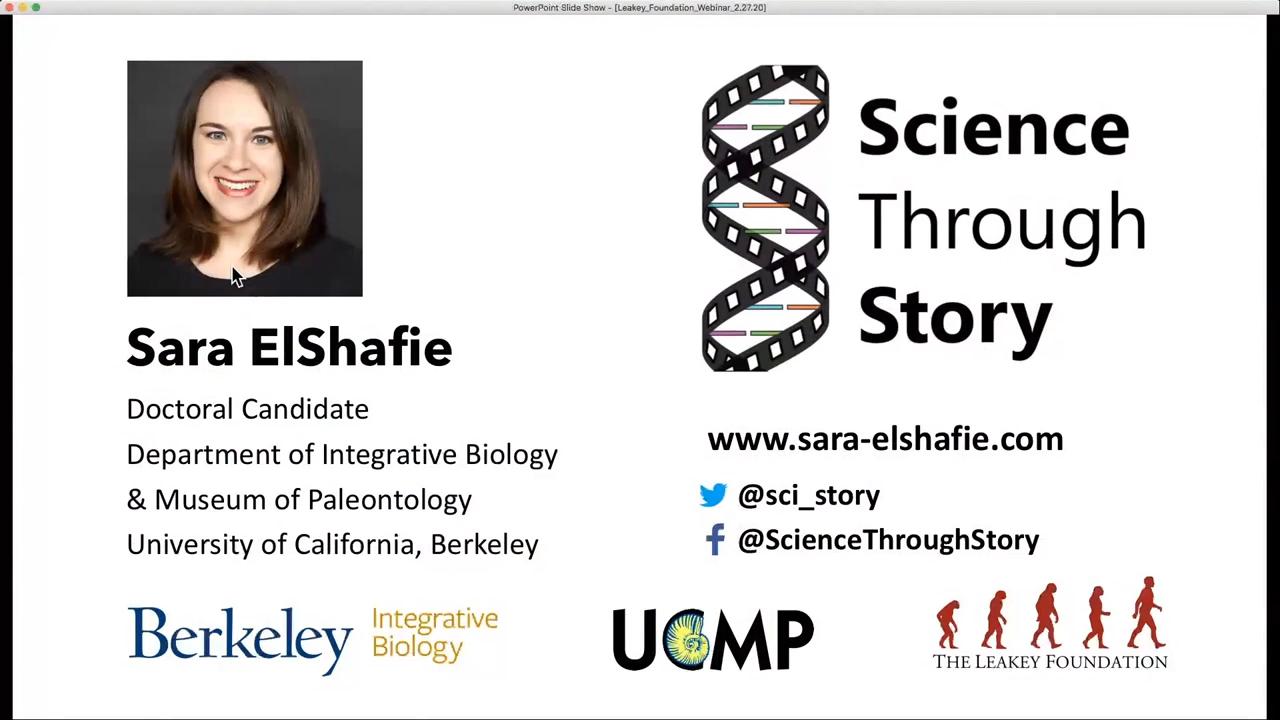 PowerPoint Slide Show - [Leakey_Foundation_Webinar_2.27.20]
Sara ElShafie
Doctoral Candidate
Department of Integrative Biology
& Museum of Paleontology
University of California, Berkeley
Science
Through
Story
www.sara-elshafie.com
@sci_story
@ScienceThroughStory
Berkeley
Integrative
Biology
UCMP
THE LEAKEY FOUNDATION